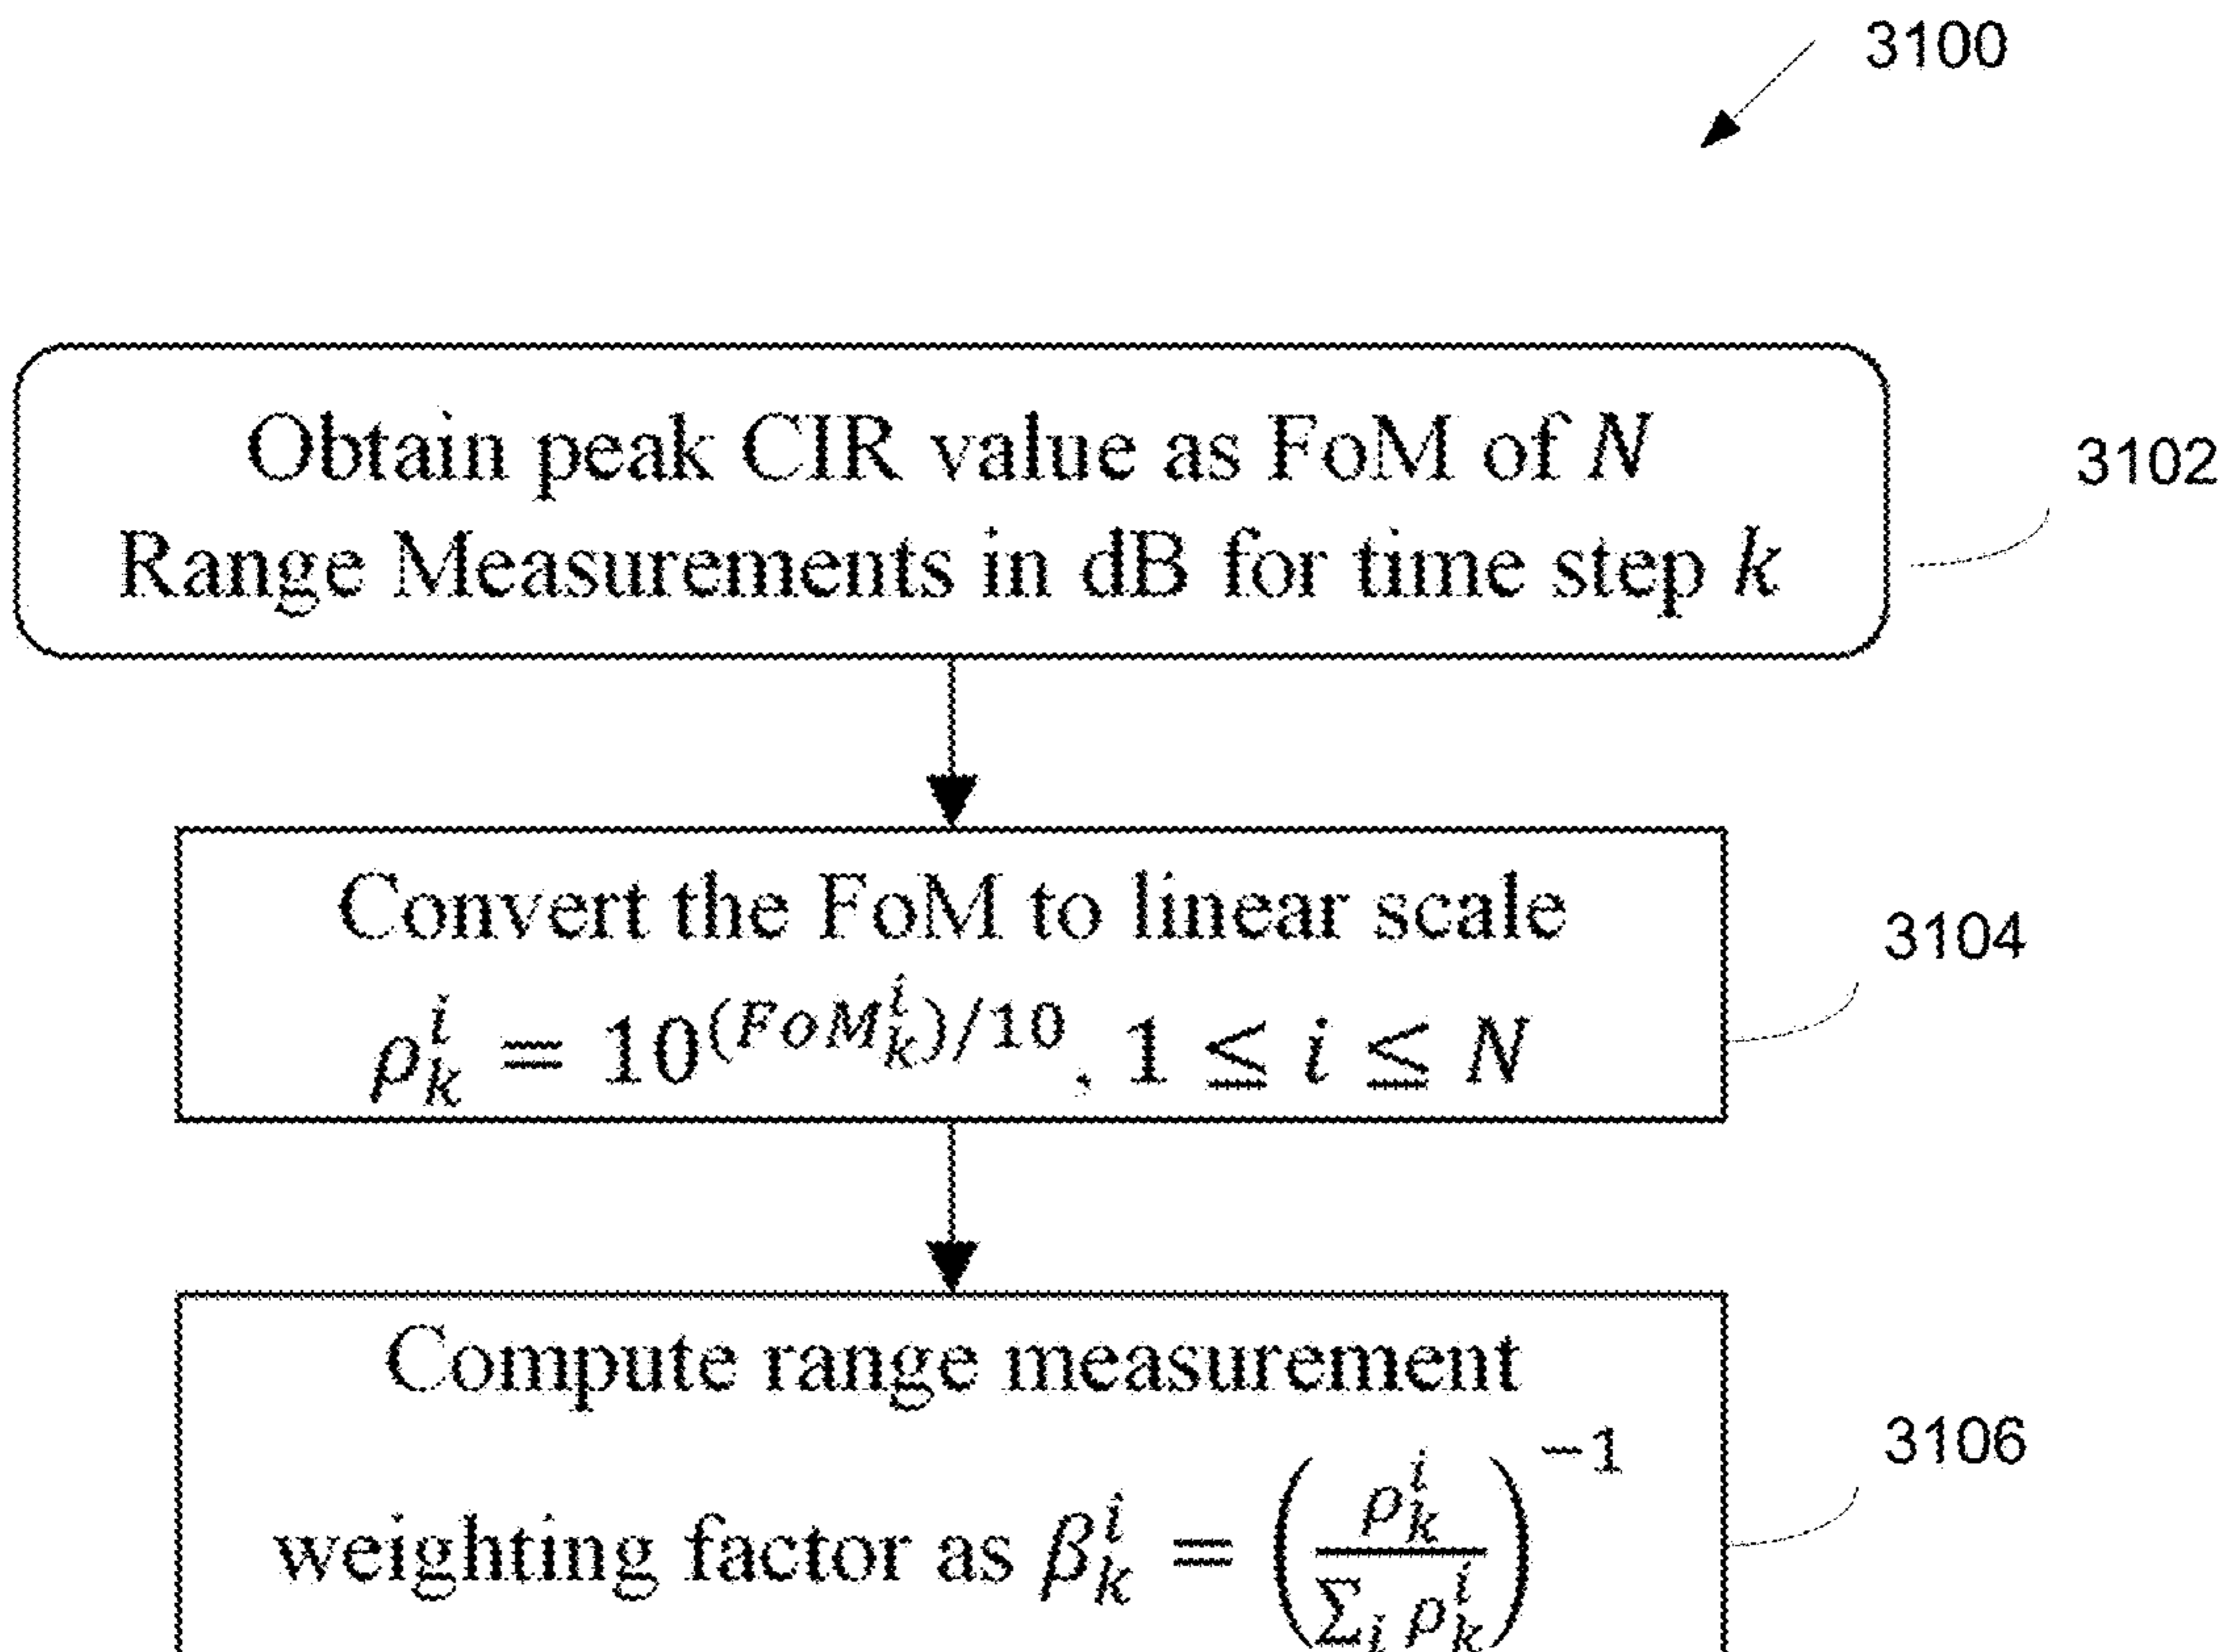 3100
Obtain peak CIR value as FoM of N
Range Measurements in dB for time step k
3102
Convert the FoM to linear scale
ρ_k^i = 10^{(FoM_k^i)/10}, 1 ≤ i ≤ N
3104
Compute range measurement
weighting factor as β_k^i = (ρ_k^i / Σ_i ρ_k^i)^{-1}
3106